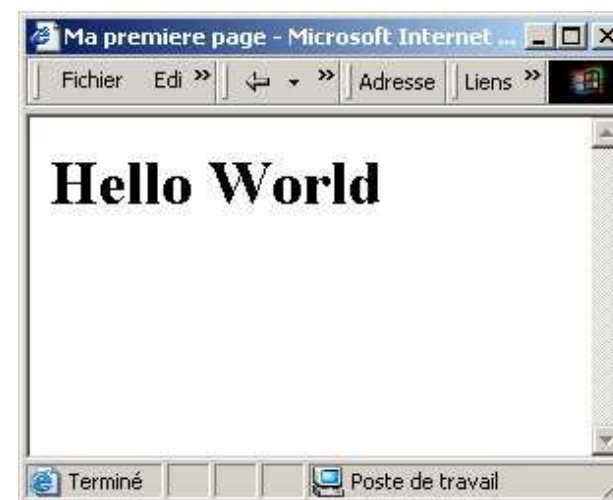 Ma premiere page - Microsoft Internet ...
Fichier Edi » » Adresse Liens »
Hello World
Terminé Poste de travail